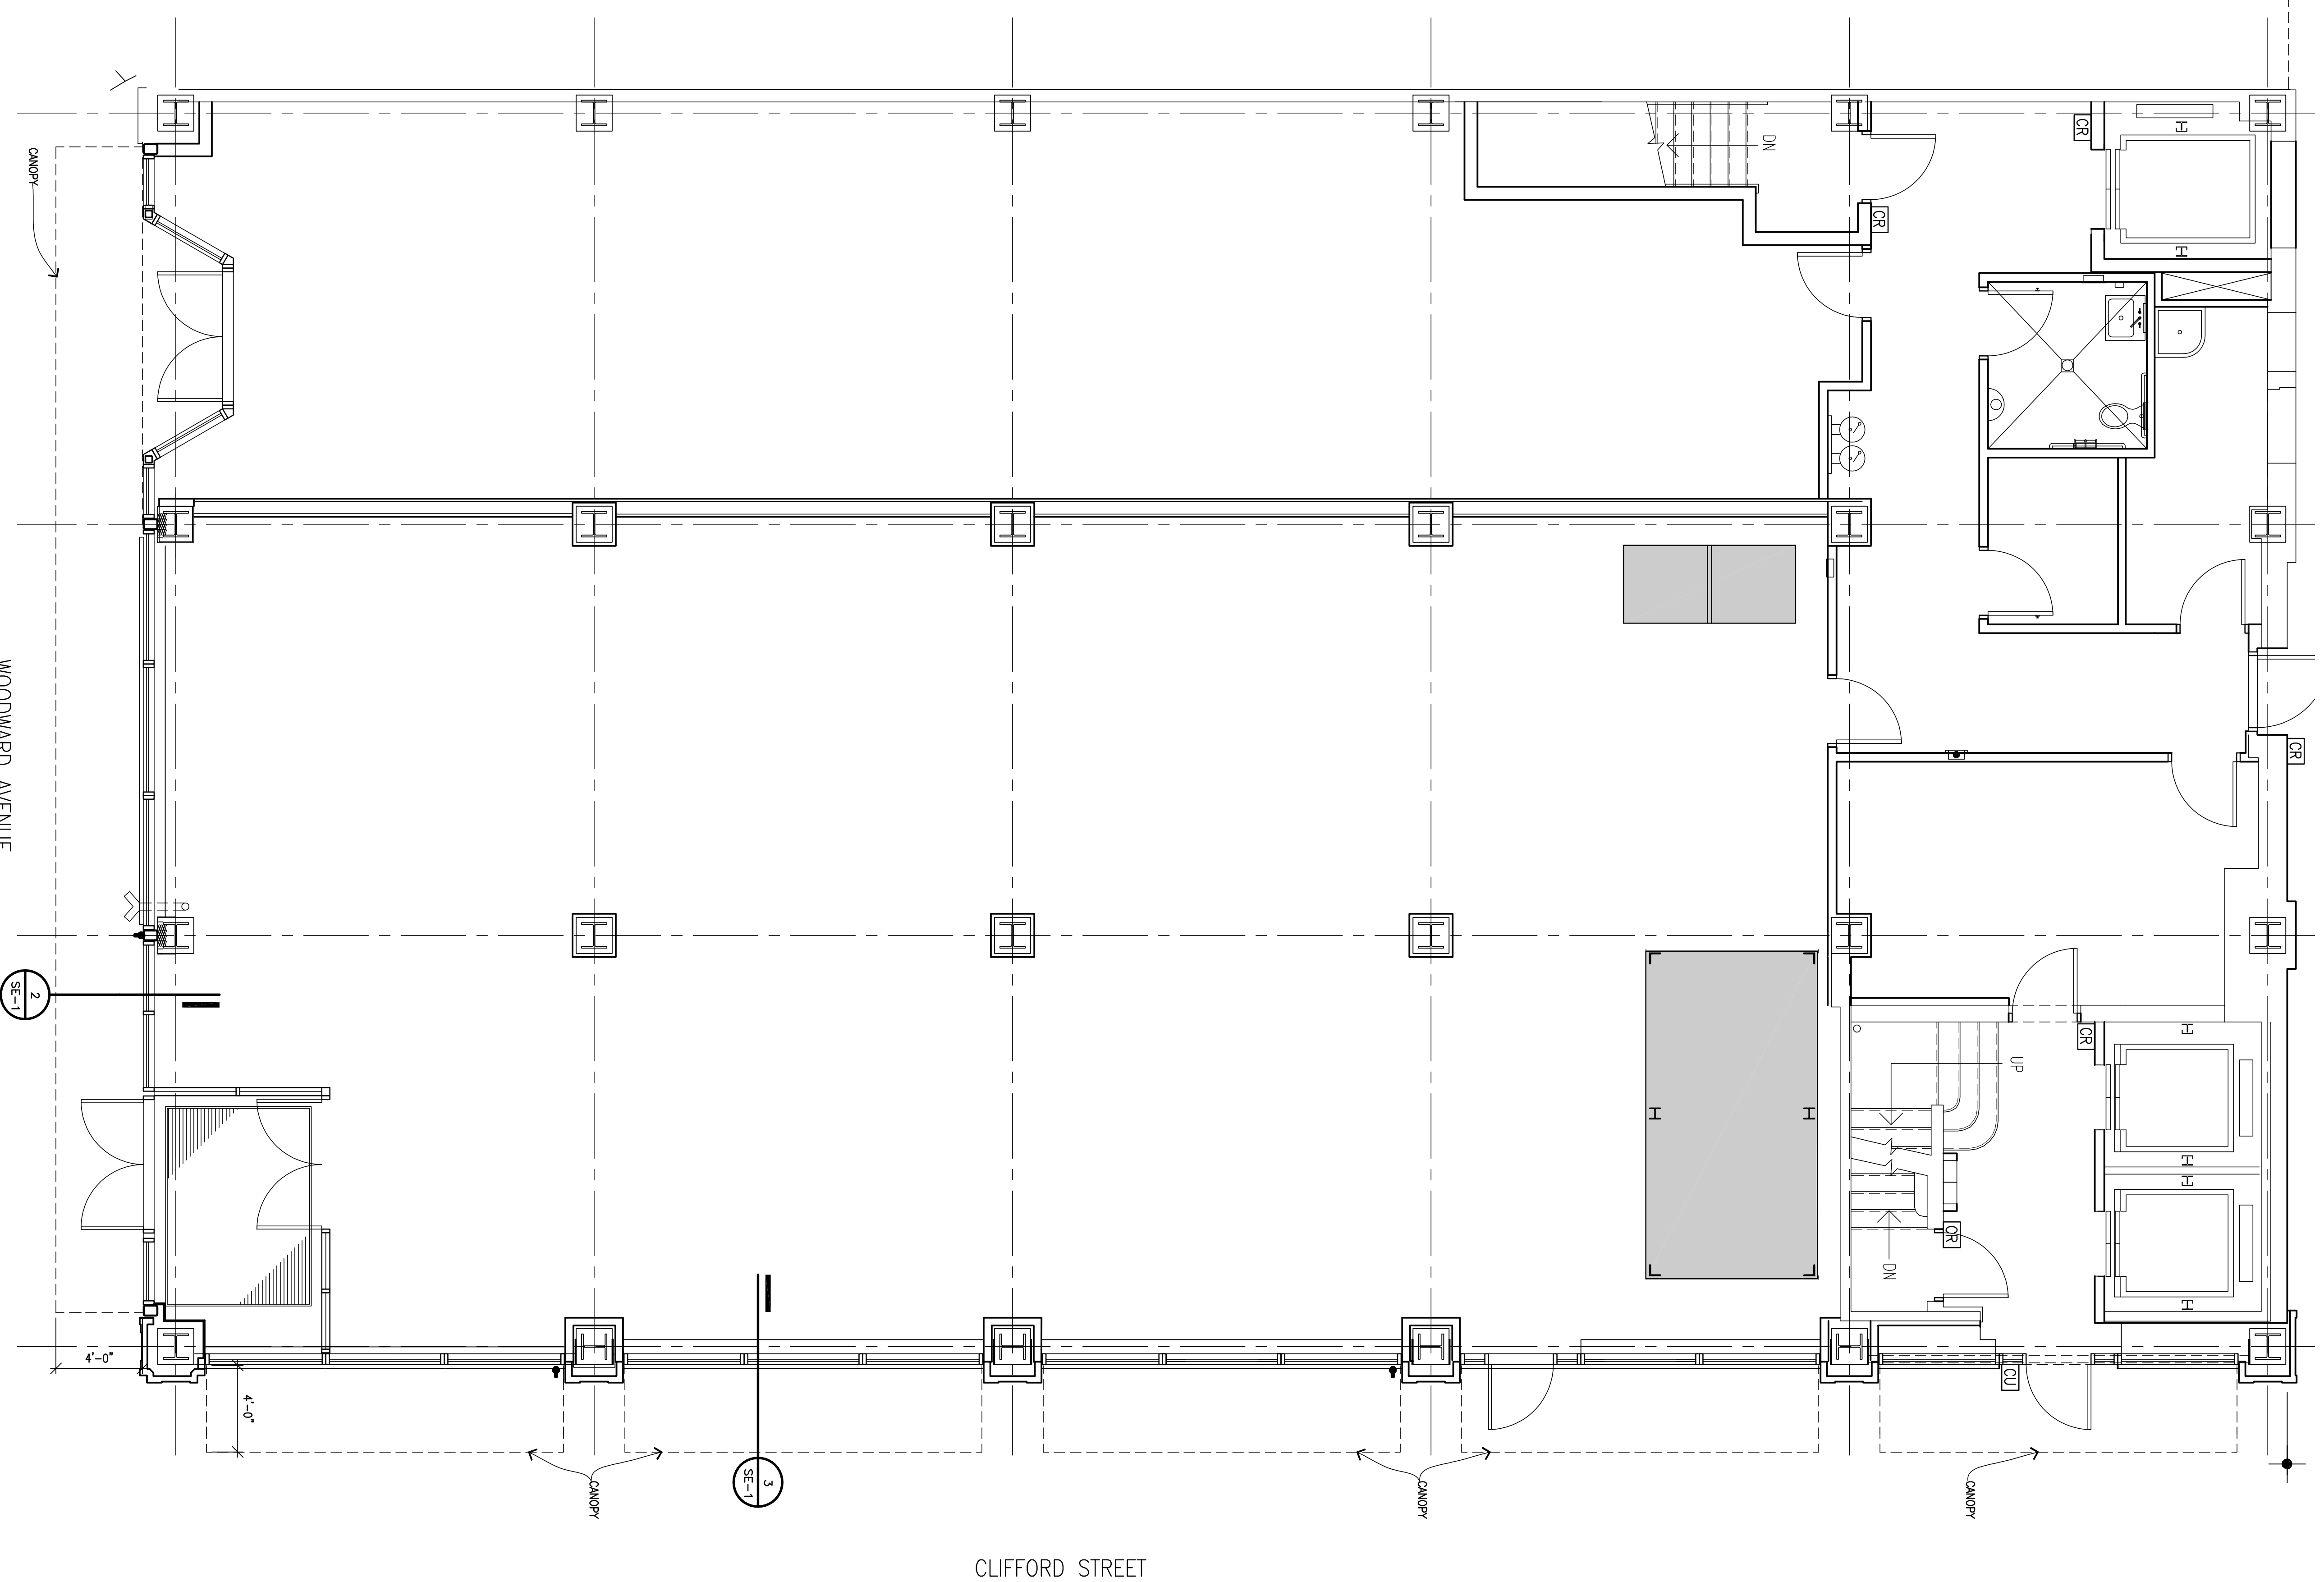 DN
CR
CR
CANOPY
WOODWARD AVENUE
CR
2
SE-1
CR
UP
CR
DN
4'-0"
4'-0"
CU
3
SE-1
CANOPY
CANOPY
CANOPY
CLIFFORD STREET